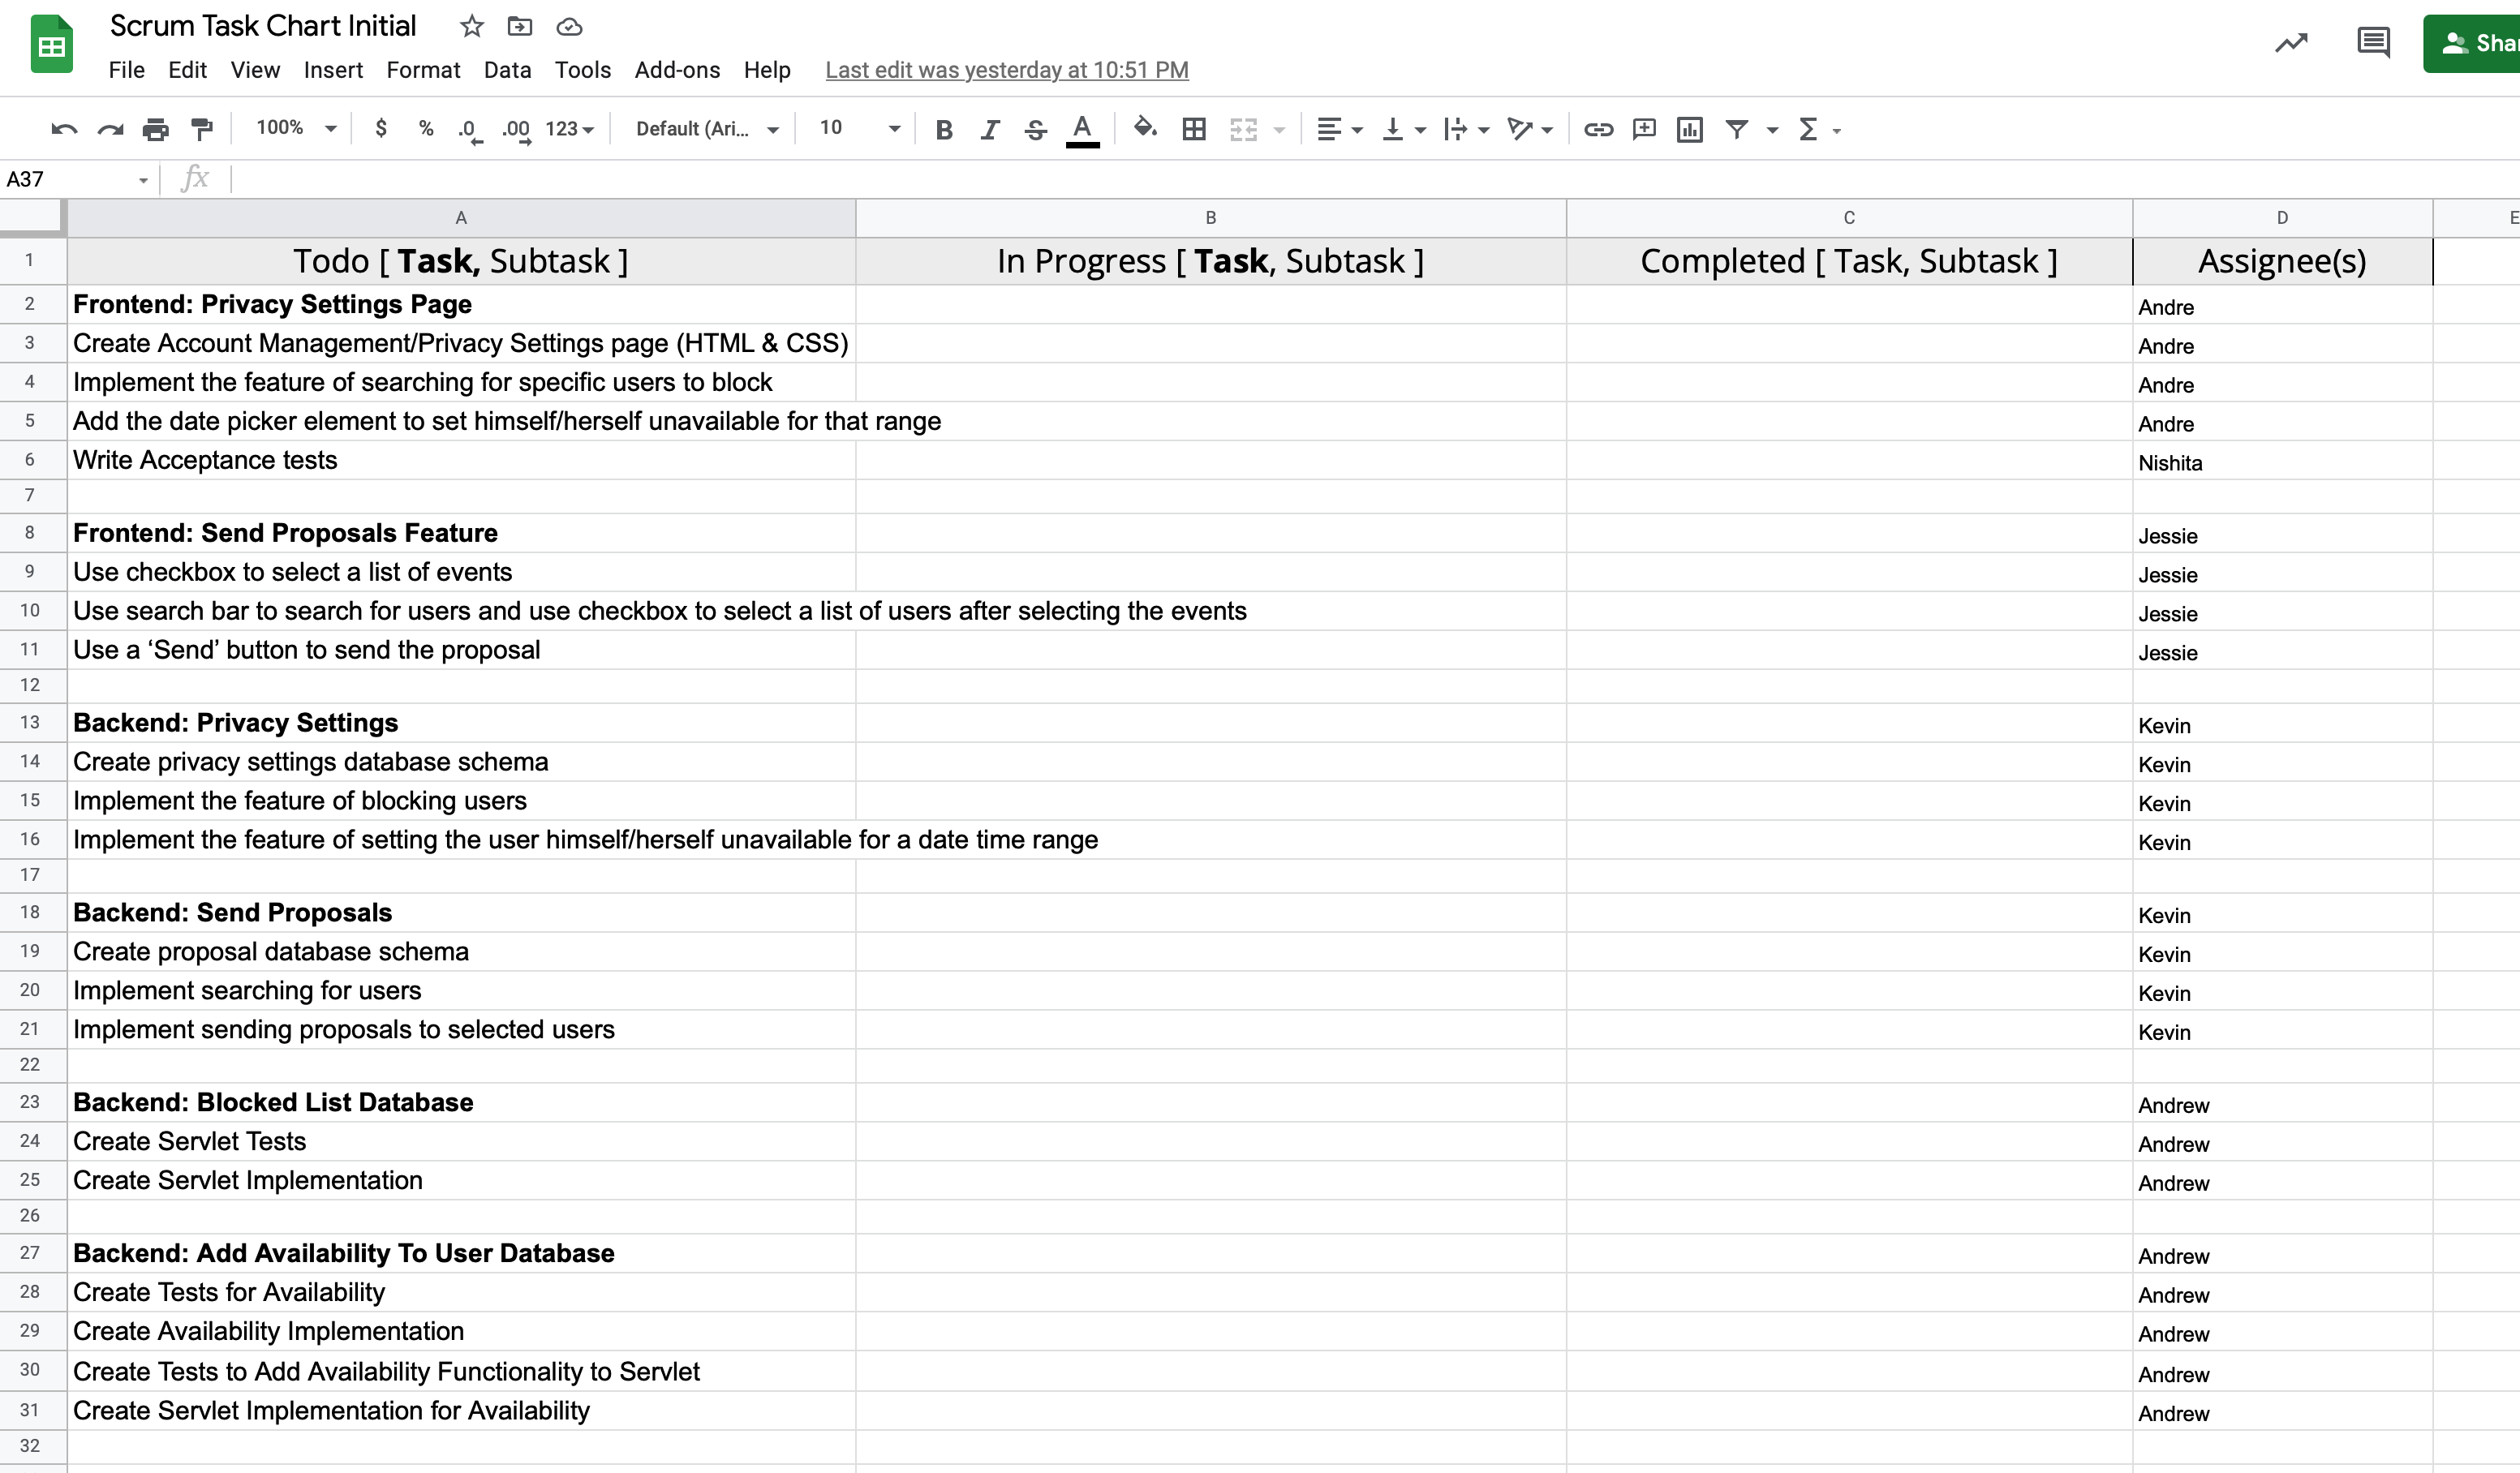 Scrum Task Chart Initial
File Edit View Insert Format Data Tools Add-ons Help Last edit was yesterday at 10:51 PM
100% $ % .0 .00 123 Default (Ari... 10 B I S A
A37 fx
A B C D E
1 Todo [ Task, Subtask ] In Progress [ Task, Subtask ] Completed [ Task, Subtask ] Assignee(s)
2 Frontend: Privacy Settings Page Andre
3 Create Account Management/Privacy Settings page (HTML & CSS) Andre
4 Implement the feature of searching for specific users to block Andre
5 Add the date picker element to set himself/herself unavailable for that range Andre
6 Write Acceptance tests Nishita
7
8 Frontend: Send Proposals Feature Jessie
9 Use checkbox to select a list of events Jessie
10 Use search bar to search for users and use checkbox to select a list of users after selecting the events Jessie
11 Use a ‘Send’ button to send the proposal Jessie
12
13 Backend: Privacy Settings Kevin
14 Create privacy settings database schema Kevin
15 Implement the feature of blocking users Kevin
16 Implement the feature of setting the user himself/herself unavailable for a date time range Kevin
17
18 Backend: Send Proposals Kevin
19 Create proposal database schema Kevin
20 Implement searching for users Kevin
21 Implement sending proposals to selected users Kevin
22
23 Backend: Blocked List Database Andrew
24 Create Servlet Tests Andrew
25 Create Servlet Implementation Andrew
26
27 Backend: Add Availability To User Database Andrew
28 Create Tests for Availability Andrew
29 Create Availability Implementation Andrew
30 Create Tests to Add Availability Functionality to Servlet Andrew
31 Create Servlet Implementation for Availability Andrew
32